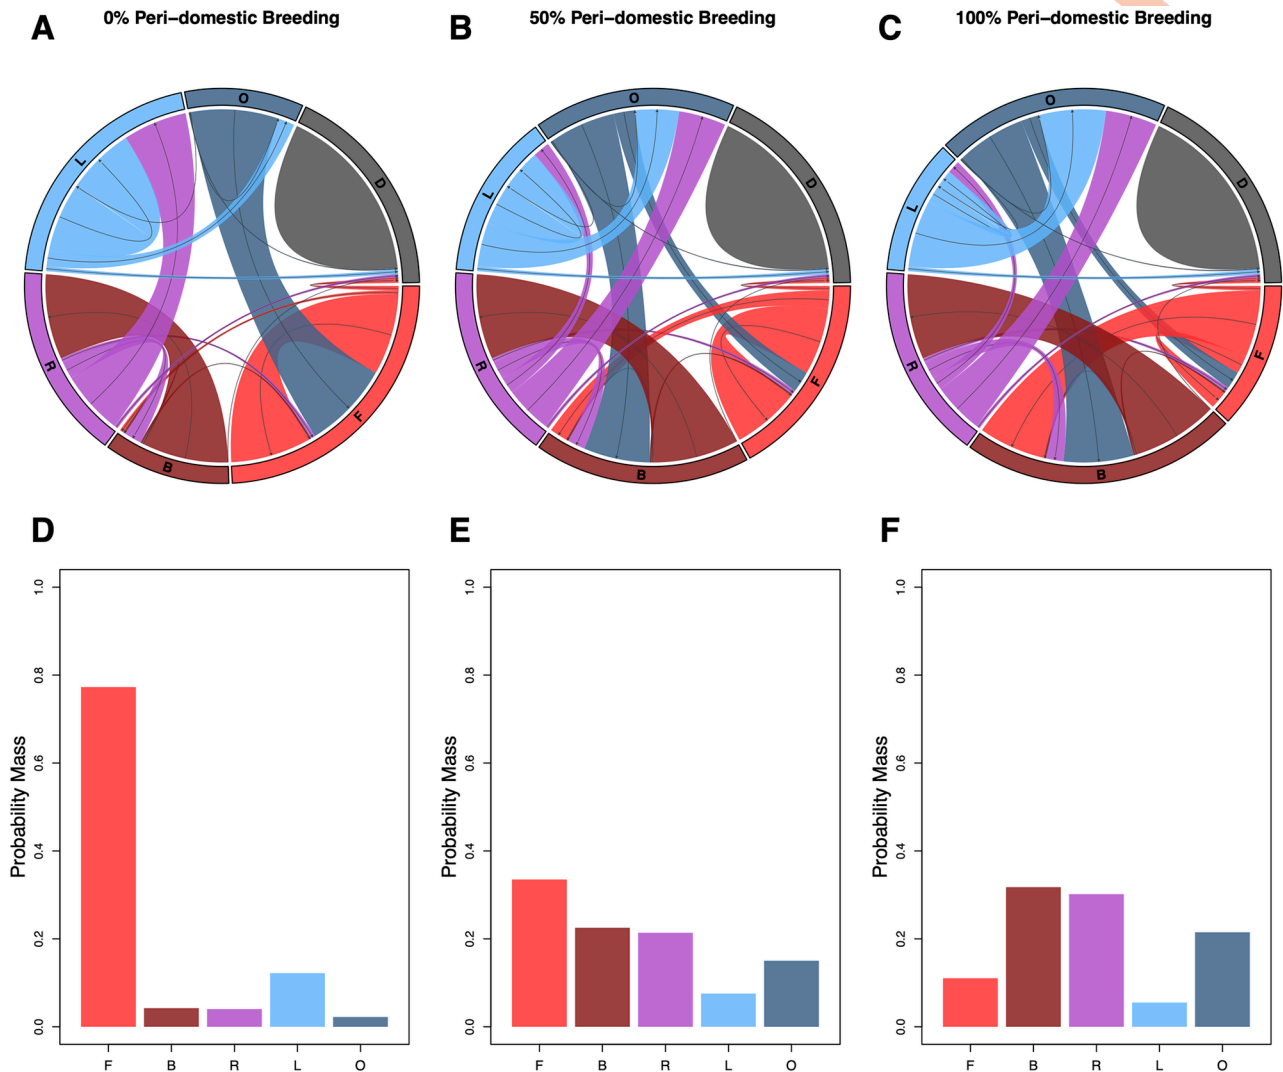 A
0% Peri−domestic Breeding
B
50% Peri−domestic Breeding
C
100% Peri−domestic Breeding
L
O
D
R
B
F
L
O
D
R
B
F
L
O
D
R
B
F
D
Probability Mass
0.0
0.2
0.4
0.6
0.8
1.0
F B R L O
E
Probability Mass
0.0
0.2
0.4
0.6
0.8
1.0
F B R L O
F
Probability Mass
0.0
0.2
0.4
0.6
0.8
1.0
F B R L O